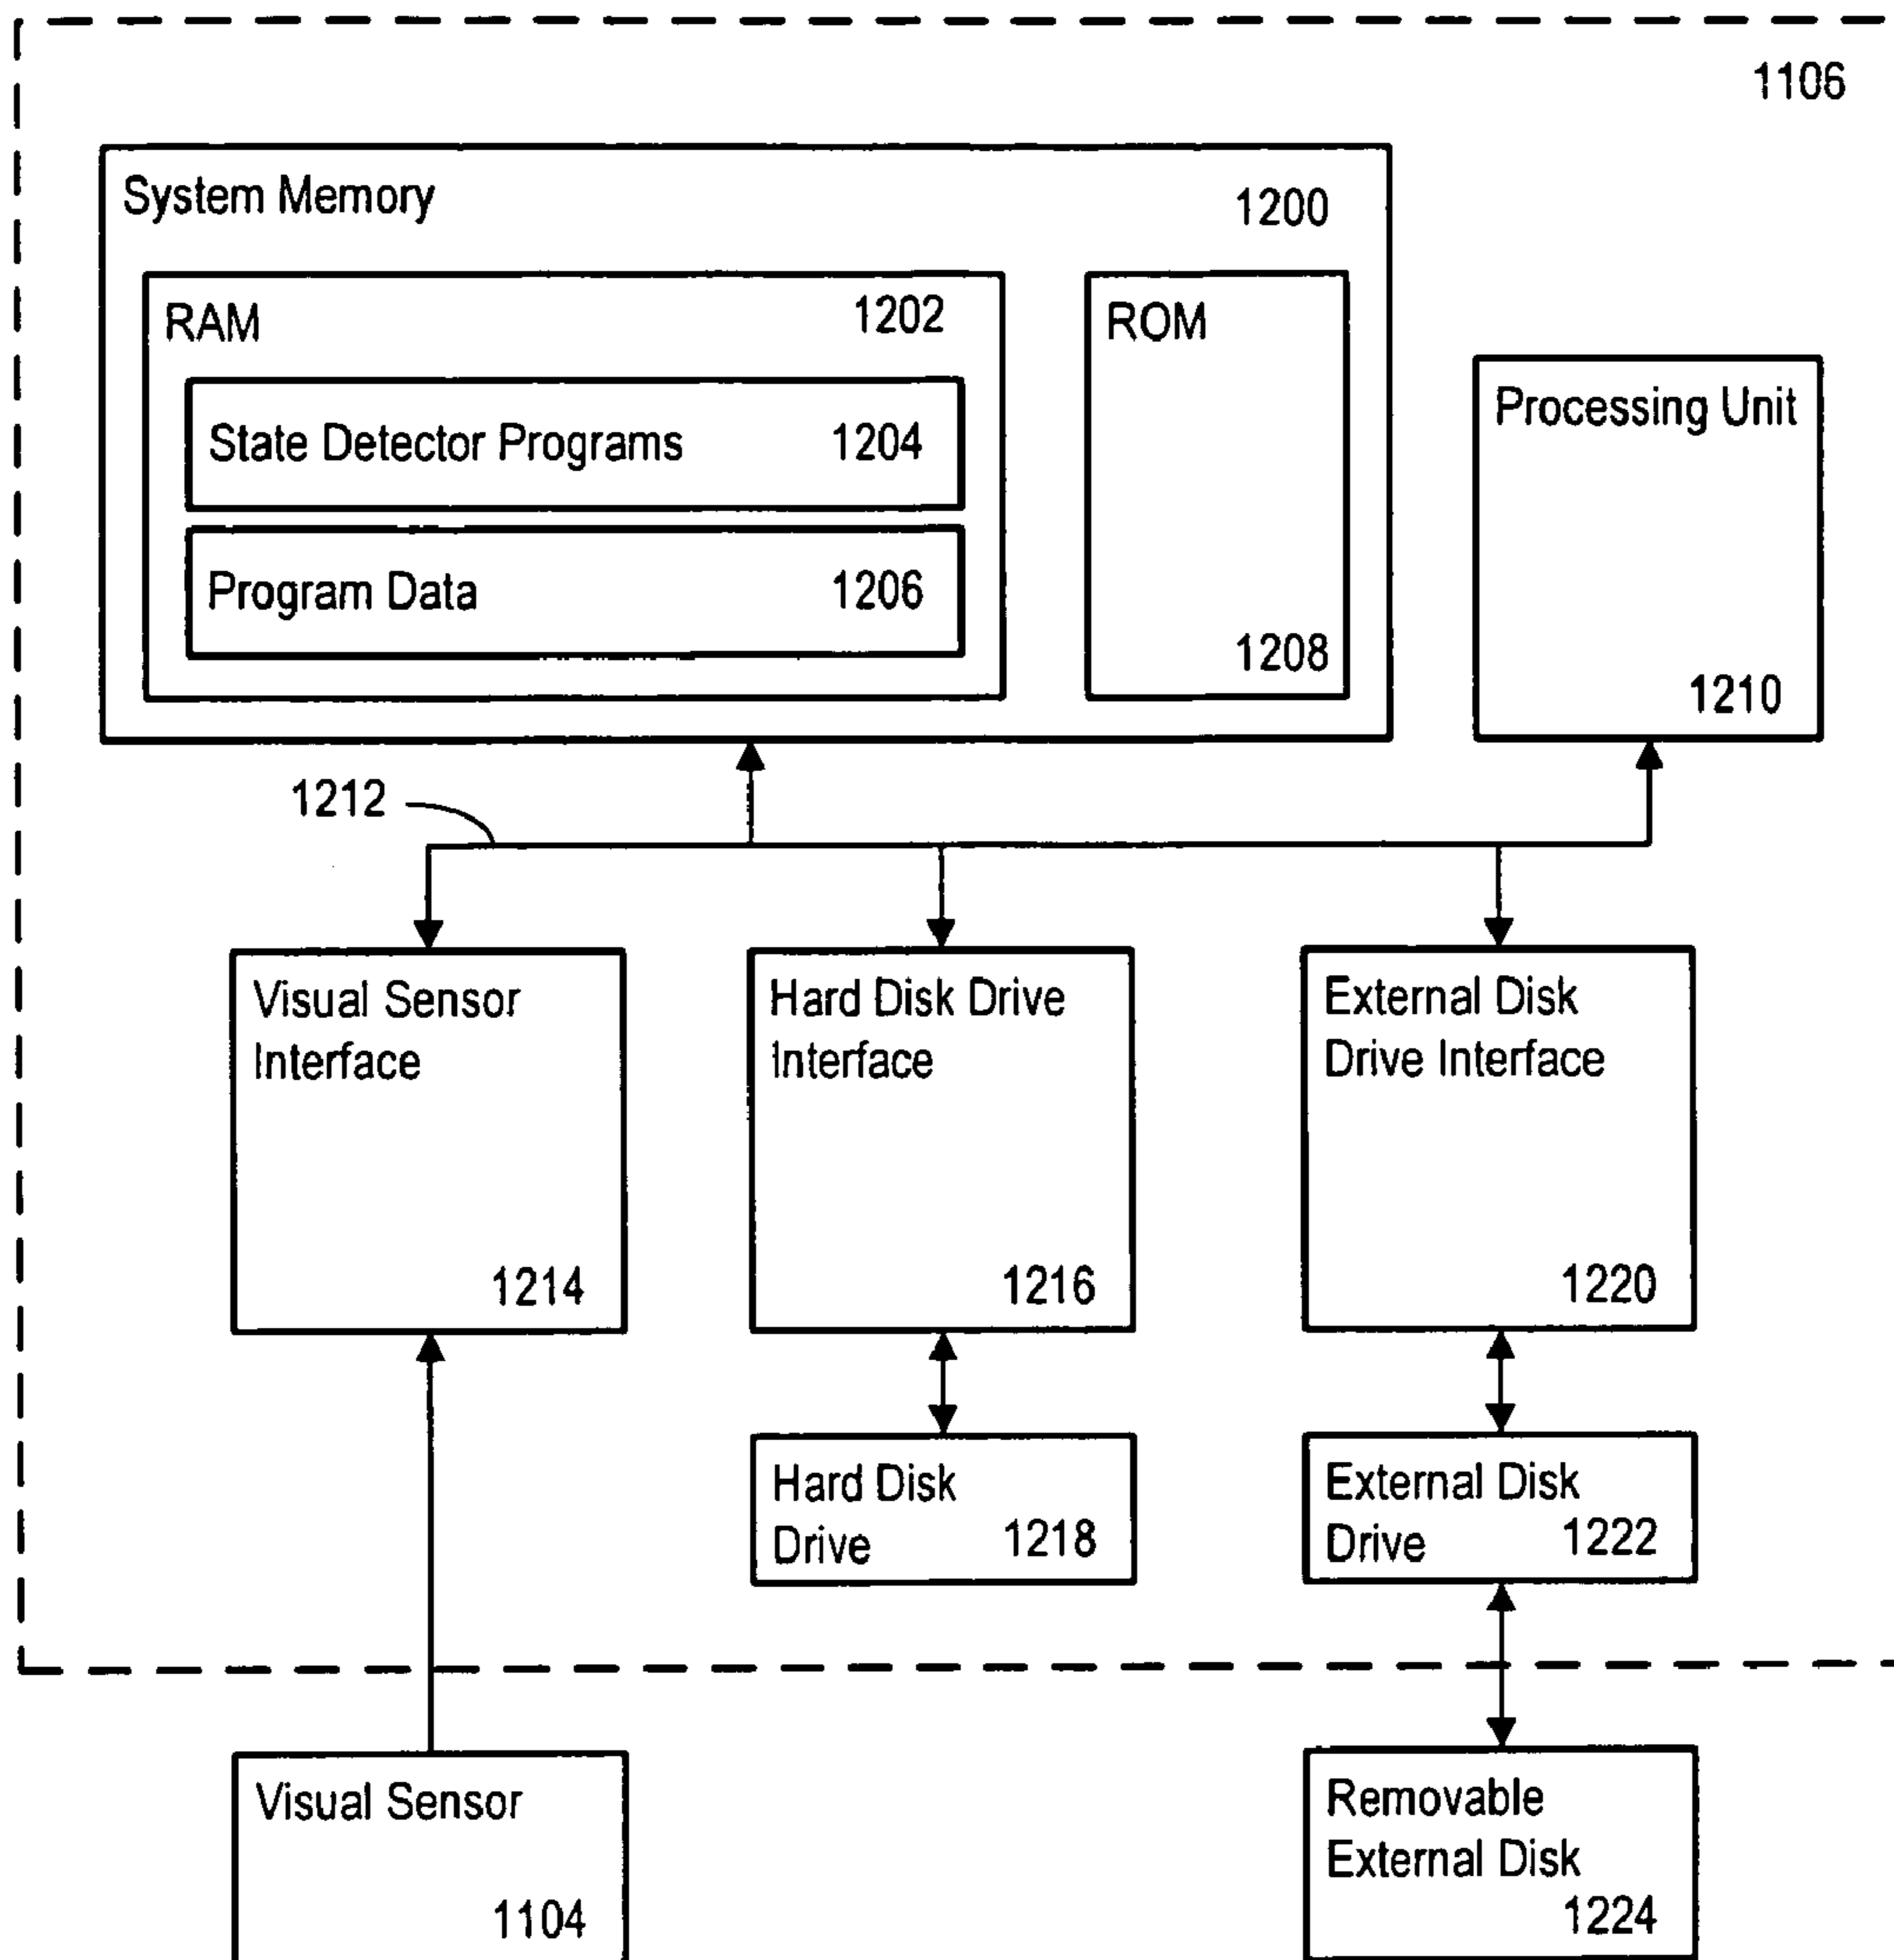 1106
System Memory 1200
RAM 1202
ROM
State Detector Programs 1204
Processing Unit
Program Data 1206
1208
1210
1212
Visual Sensor
Interface
1214
Hard Disk Drive
Interface
1216
External Disk
Drive Interface
1220
Hard Disk
Drive 1218
External Disk
Drive 1222
Visual Sensor
1104
Removable
External Disk
1224